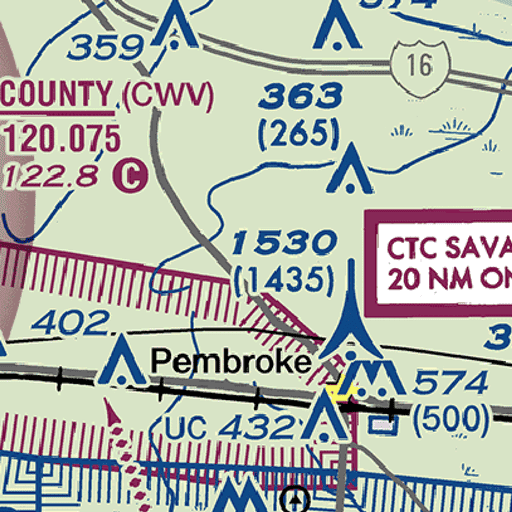 359
16
COUNTY (CWV)
363
(265)
120.075
122.8 C
1530
(1435)
CTC SAVA
20 NM ON
402
Pembroke
574
(500)
UC 432